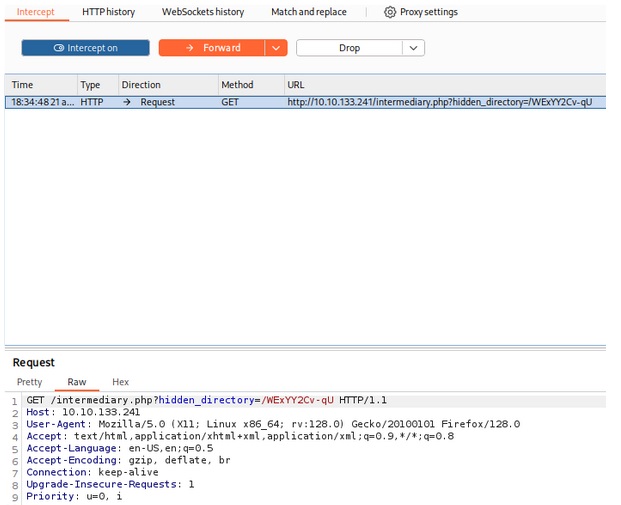 Intercept HTTP history WebSockets history Match and replace Proxy settings
Intercept on Forward Drop
Time Type Direction Method URL
18:34:48 21 a... HTTP → Request GET http://10.10.133.241/intermediary.php?hidden_directory=/WExYY2Cv-qU
Request
Pretty Raw Hex
1 GET /intermediary.php?hidden_directory=/WExYY2Cv-qU HTTP/1.1
2 Host: 10.10.133.241
3 User-Agent: Mozilla/5.0 (X11; Linux x86_64; rv:128.0) Gecko/20100101 Firefox/128.0
4 Accept: text/html,application/xhtml+xml,application/xml;q=0.9,*/*;q=0.8
5 Accept-Language: en-US,en;q=0.5
6 Accept-Encoding: gzip, deflate, br
7 Connection: keep-alive
8 Upgrade-Insecure-Requests: 1
9 Priority: u=0, i